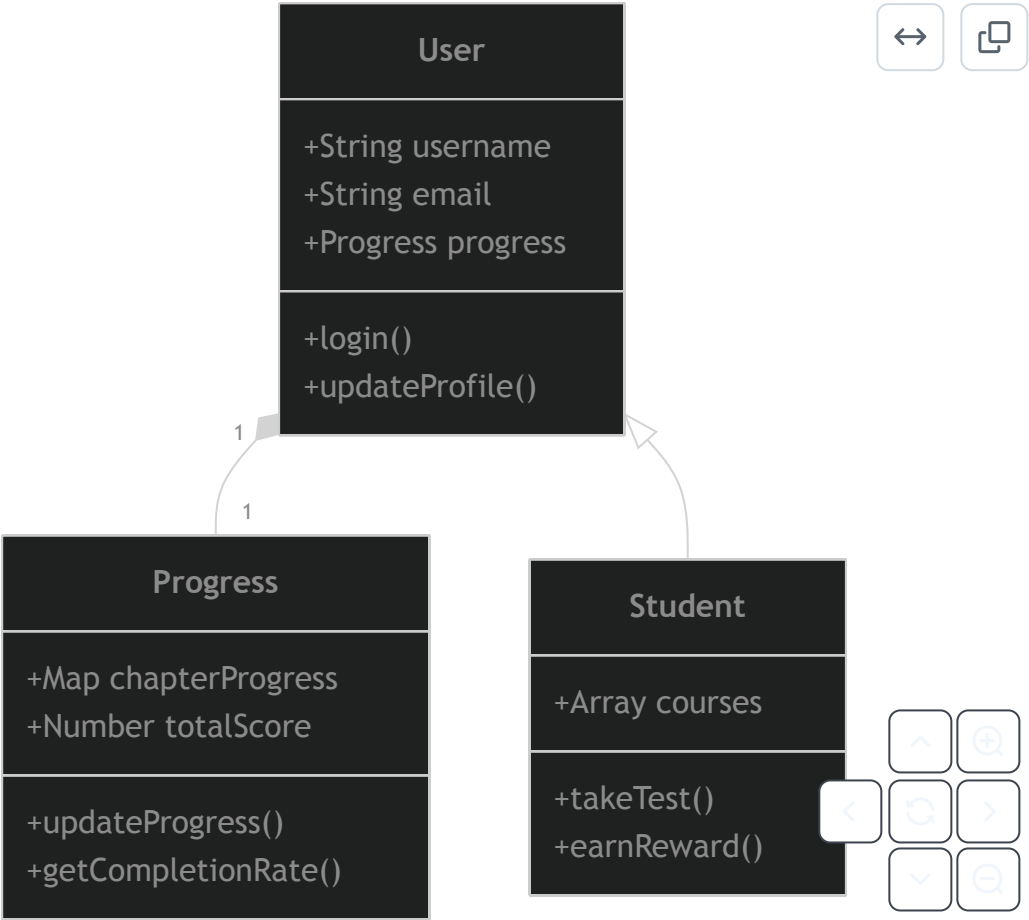 User
+String username
+String email
+Progress progress
+login()
+updateProfile()
1
1
Progress
+Map chapterProgress
+Number totalScore
+updateProgress()
+getCompletionRate()
Student
+Array courses
+takeTest()
+earnReward()